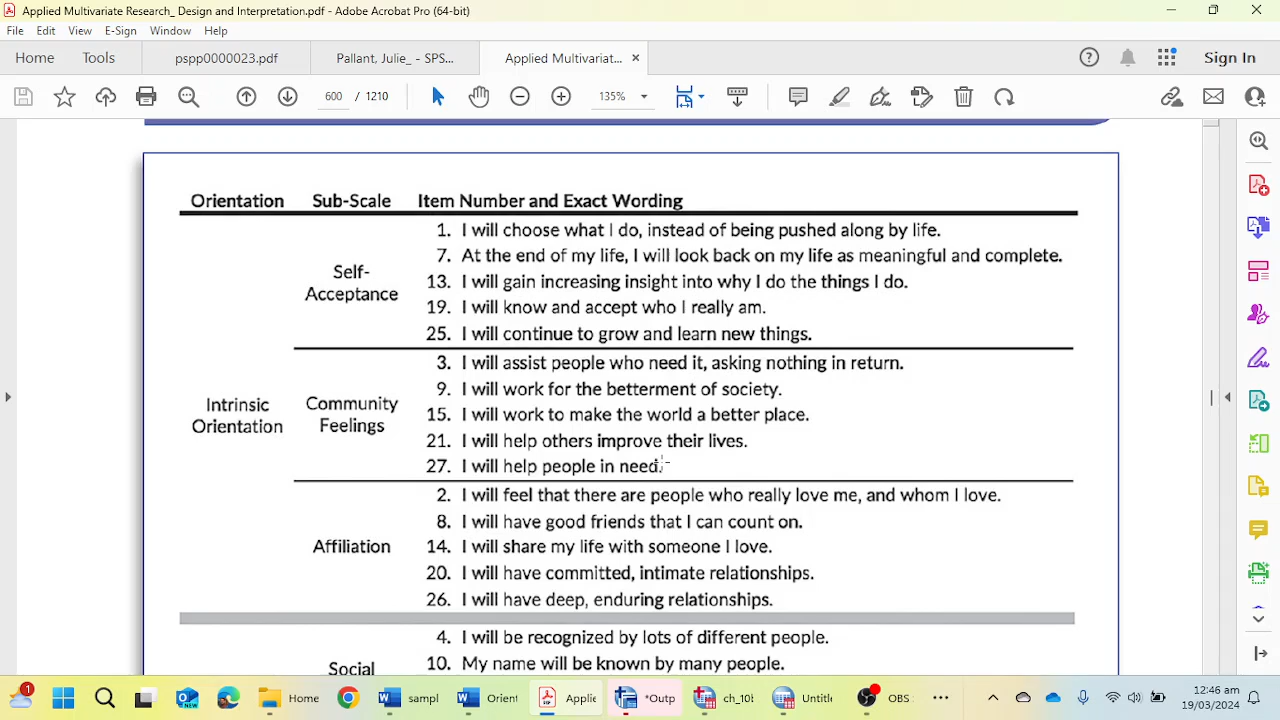 Applied Multivariate Research_ Design and Interpretation.pdf - Adobe Acrobat Pro (64-bit)
File Edit View E-Sign Window Help
Home Tools pspp0000023.pdf Pallant, Julie_ - SPS... Applied Multivariat... × Sign In
600 / 1210 135%
Orientation Sub-Scale Item Number and Exact Wording
1. I will choose what I do, instead of being pushed along by life.
7. At the end of my life, I will look back on my life as meaningful and complete.
Self-
Acceptance
13. I will gain increasing insight into why I do the things I do.
19. I will know and accept who I really am.
25. I will continue to grow and learn new things.
3. I will assist people who need it, asking nothing in return.
9. I will work for the betterment of society.
Intrinsic
Orientation
Community
Feelings
15. I will work to make the world a better place.
21. I will help others improve their lives.
27. I will help people in need.
2. I will feel that there are people who really love me, and whom I love.
8. I will have good friends that I can count on.
Affiliation
14. I will share my life with someone I love.
20. I will have committed, intimate relationships.
26. I will have deep, enduring relationships.
4. I will be recognized by lots of different people.
Social
10. My name will be known by many people.
1 NEW Home sampl Orient Applie *Outp Untitle OBS 12:46 am
19/03/2024